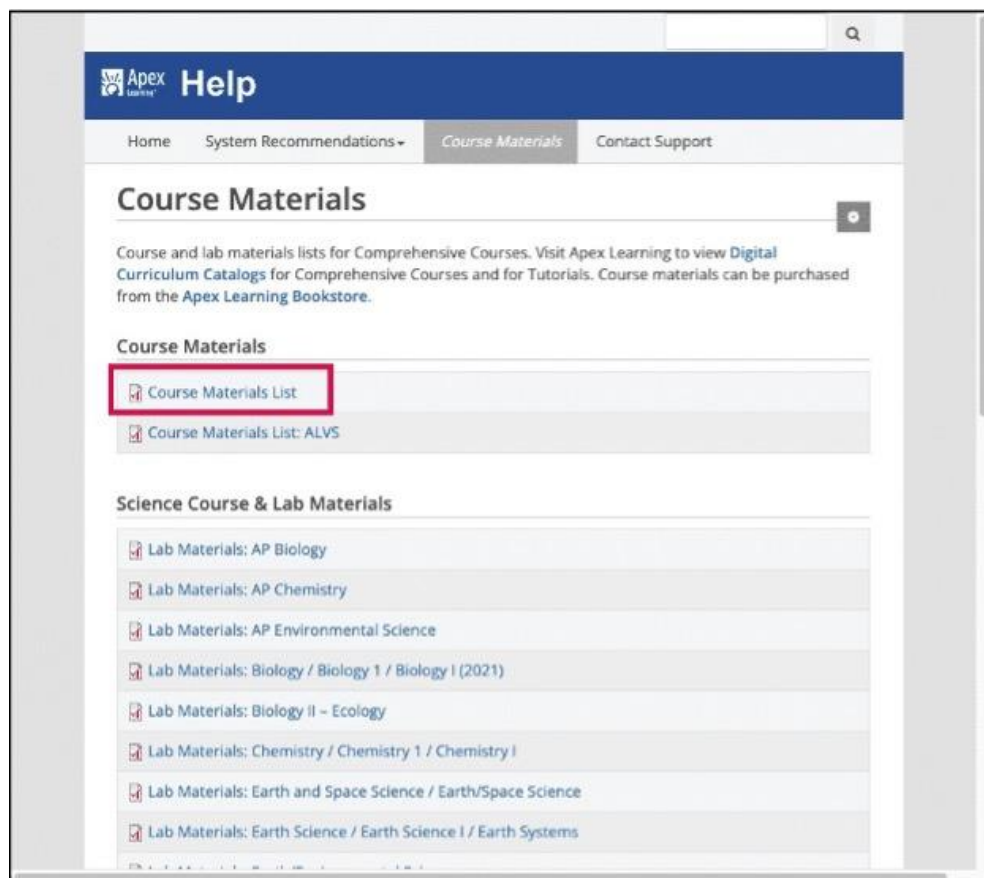 Apex
Learning
Help
Home System Recommendations Course Materials Contact Support
Course Materials
Course and lab materials lists for Comprehensive Courses. Visit Apex Learning to view Digital
Curriculum Catalogs for Comprehensive Courses and for Tutorials. Course materials can be purchased
from the Apex Learning Bookstore.
Course Materials
Course Materials List
Course Materials List: ALVS
Science Course & Lab Materials
Lab Materials: AP Biology
Lab Materials: AP Chemistry
Lab Materials: AP Environmental Science
Lab Materials: Biology / Biology 1 / Biology I (2021)
Lab Materials: Biology II – Ecology
Lab Materials: Chemistry / Chemistry 1 / Chemistry I
Lab Materials: Earth and Space Science / Earth/Space Science
Lab Materials: Earth Science / Earth Science I / Earth Systems